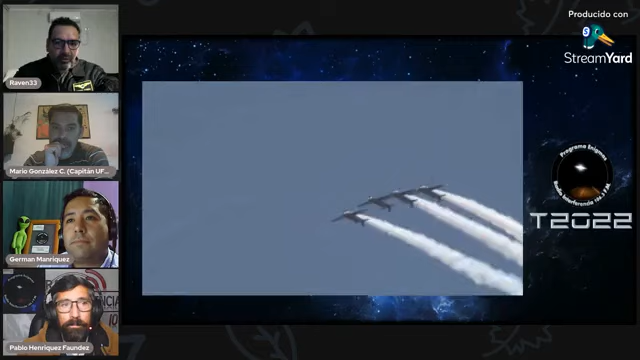 Producido con
StreamYard
Raven33
Mario González C. (Capitán UF...
German Manriquez
Pablo Henriquez Faundez
Programa Enigmas
T2022